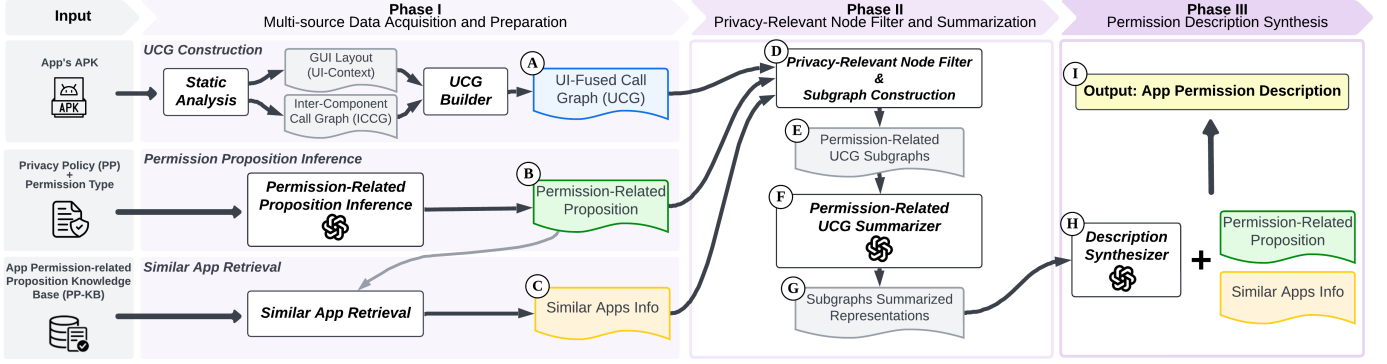 Input
Phase I
Multi-source Data Acquisition and Preparation
Phase II
Privacy-Relevant Node Filter and Summarization
Phase III
Permission Description Synthesis
App's APK
APK
UCG Construction
Static
Analysis
GUI Layout
(UI-Context)
Inter-Component
Call Graph (ICCG)
UCG
Builder
A
UI-Fused Call
Graph (UCG)
Privacy Policy (PP)
+
Permission Type
Permission Proposition Inference
Permission-Related
Proposition Inference
B
Permission-Related
Proposition
App Permission-related
Proposition Knowledge
Base (PP-KB)
Similar App Retrieval
Similar App Retrieval
C
Similar Apps Info
D
Privacy-Relevant Node Filter
&
Subgraph Construction
E
Permission-Related
UCG Subgraphs
F
Permission-Related
UCG Summarizer
G
Subgraphs Summarized
Representations
I
Output: App Permission Description
H
Description
Synthesizer
+
Permission-Related
Proposition
Similar Apps Info